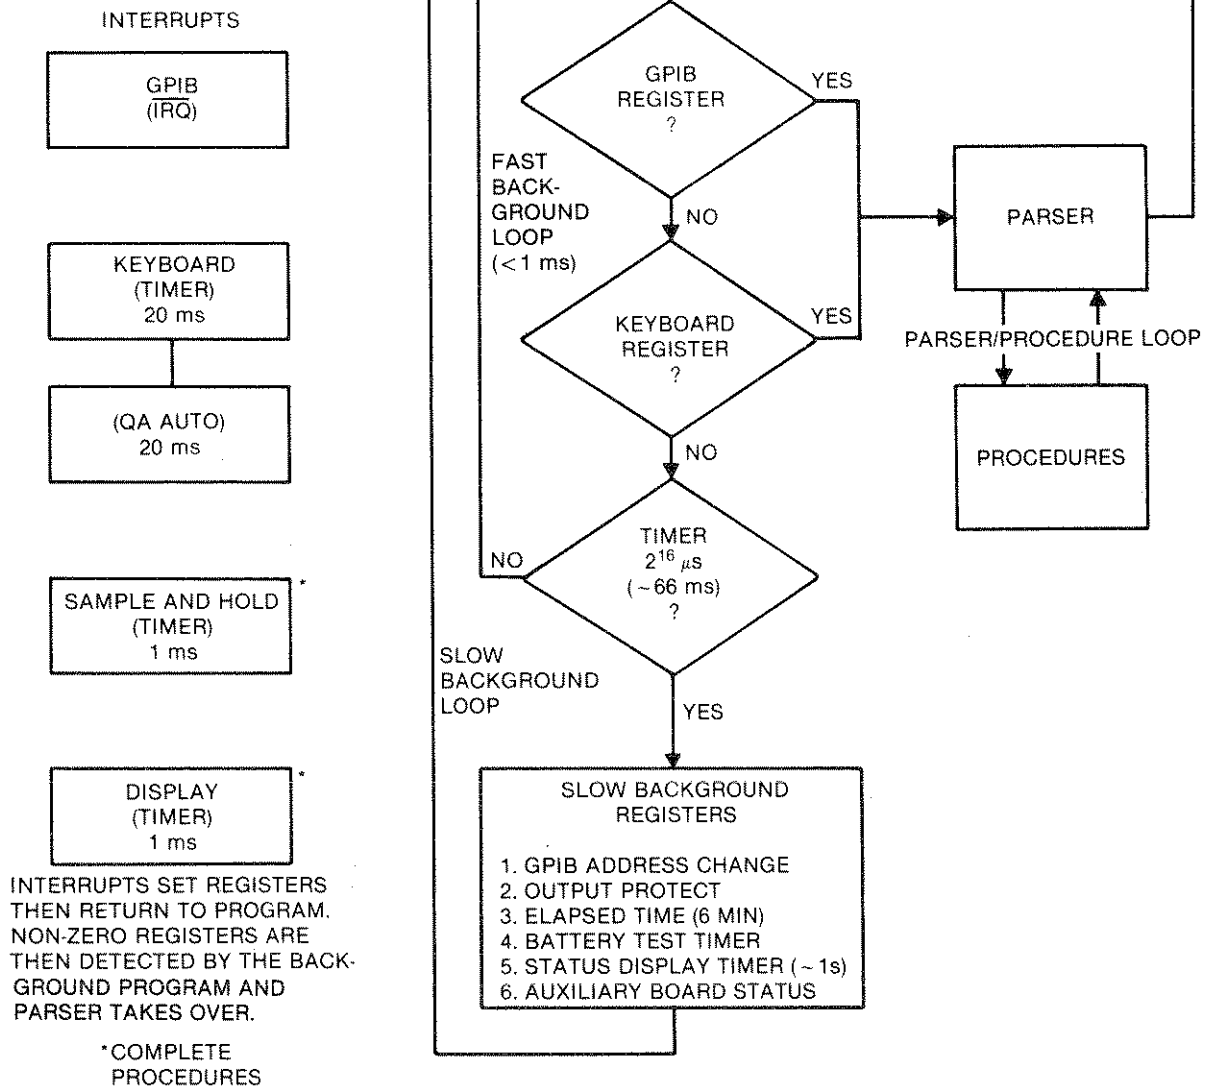 INTERRUPTS
GPIB
(IRQ)
KEYBOARD
(TIMER)
20 ms
(QA AUTO)
20 ms
SAMPLE AND HOLD *
(TIMER)
1 ms
DISPLAY *
(TIMER)
1 ms
INTERRUPTS SET REGISTERS
THEN RETURN TO PROGRAM.
NON-ZERO REGISTERS ARE
THEN DETECTED BY THE BACK-
GROUND PROGRAM AND
PARSER TAKES OVER.
*COMPLETE
PROCEDURES
GPIB
REGISTER
?
YES
NO
FAST
BACK-
GROUND
LOOP
(<1 ms)
KEYBOARD
REGISTER
?
YES
NO
TIMER
2¹⁶ μs
(~66 ms)
?
NO
YES
SLOW
BACKGROUND
LOOP
SLOW BACKGROUND
REGISTERS
1. GPIB ADDRESS CHANGE
2. OUTPUT PROTECT
3. ELAPSED TIME (6 MIN)
4. BATTERY TEST TIMER
5. STATUS DISPLAY TIMER (~1s)
6. AUXILIARY BOARD STATUS
PARSER
PARSER/PROCEDURE LOOP
PROCEDURES